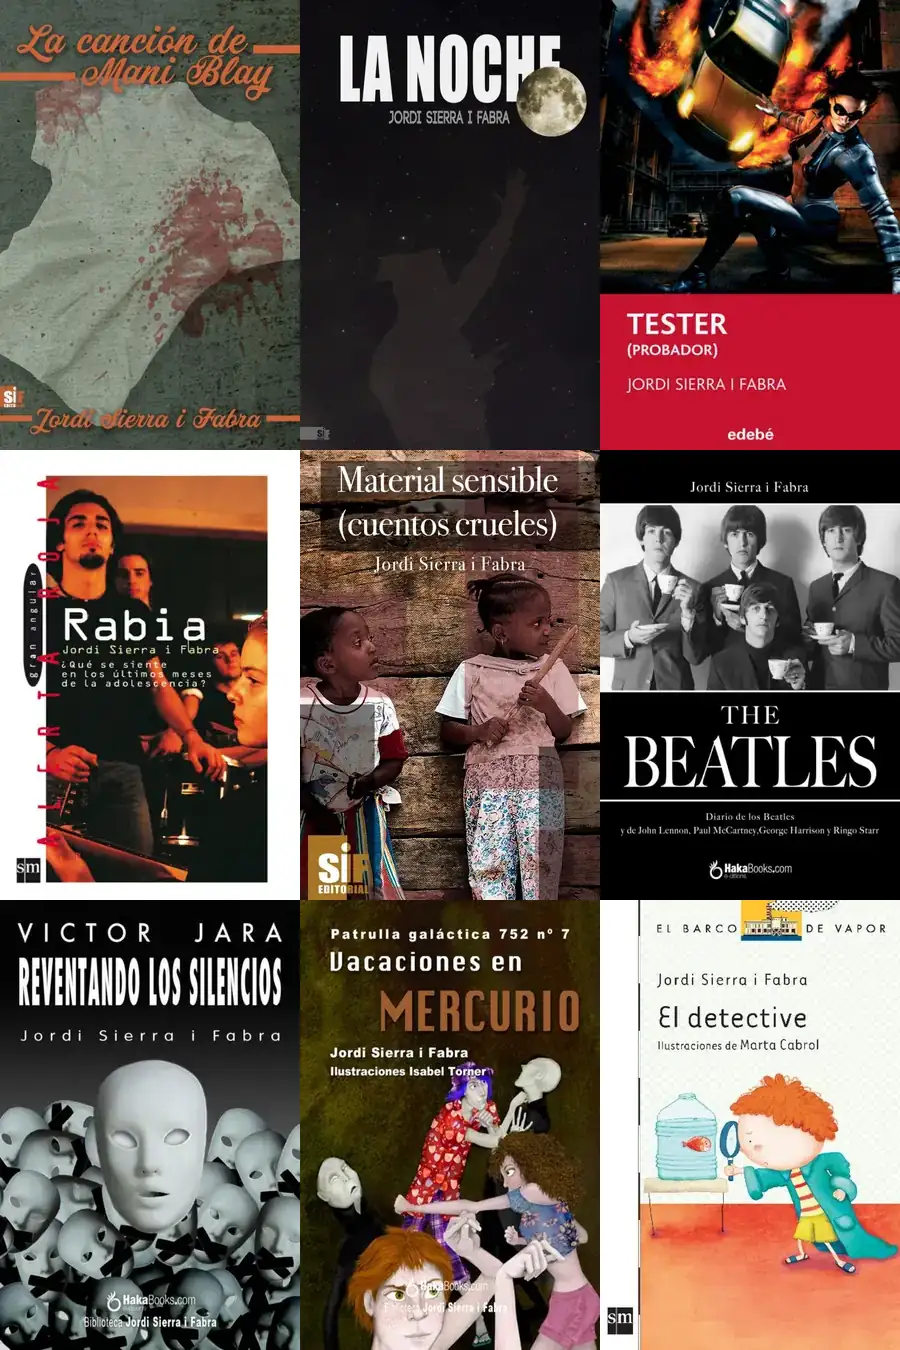 La canción de
Mani Blay
SiF
EDITORIAL
Jordi Sierra i Fabra
LA NOCHE
JORDI SIERRA I FABRA
SiF
TESTER
(PROBADOR)
JORDI SIERRA I FABRA
edebé
ALERTA ROJA
gran angular
Rabia
Jordi Sierra i Fabra
¿Qué se siente
en los últimos meses
de la adolescencia?
sm
Material sensible
(cuentos crueles)
Jordi Sierra i Fabra
SiF
EDITORIAL
Jordi Sierra i Fabra
THE
BEATLES
Diario de los Beatles
y de John Lennon, Paul McCartney,George Harrison y Ringo Starr
HakaBooks.com
VICTOR JARA
REVENTANDO LOS SILENCIOS
Jordi Sierra i Fabra
HakaBooks.com
Biblioteca Jordi Sierra i Fabra
Patrulla galáctica 752 nº 7
Vacaciones en
MERCURIO
Jordi Sierra i Fabra
Ilustraciones Isabel Torner
HakaBooks.com
Biblioteca Jordi Sierra i Fabra
EL BARCO DE VAPOR
Jordi Sierra i Fabra
El detective
Ilustraciones de Marta Cabrol
sm